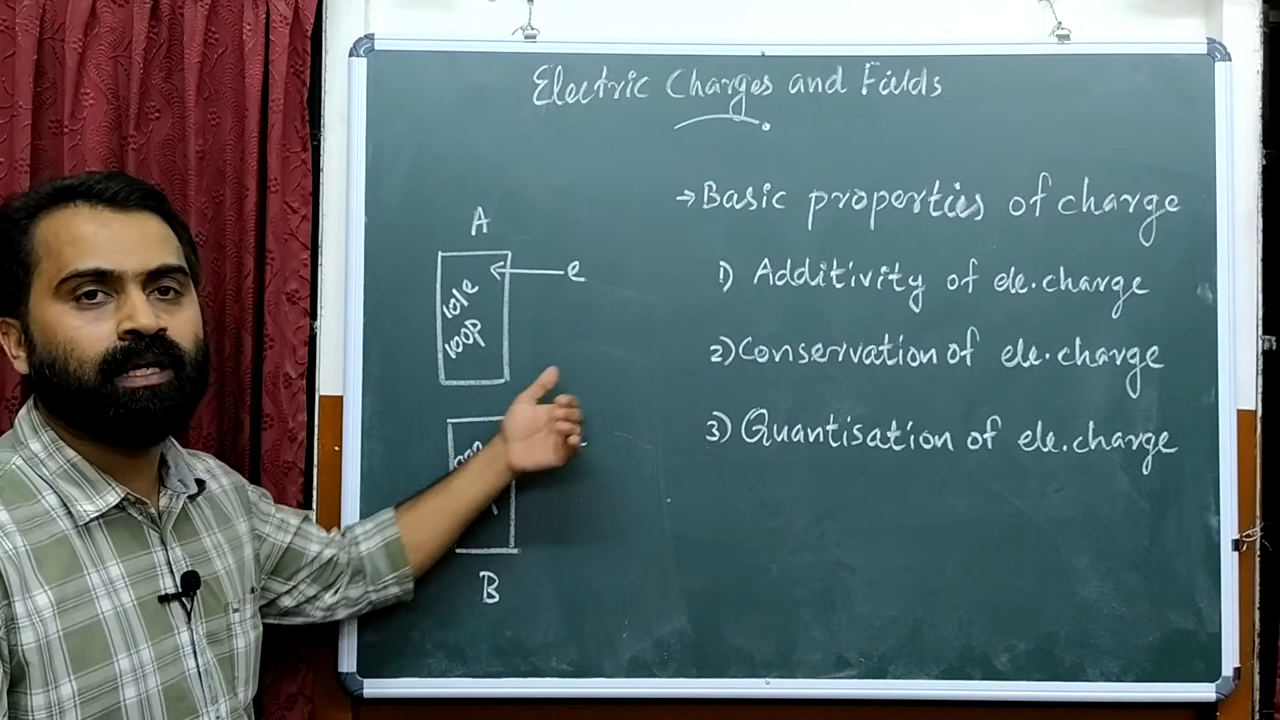 Electric Charges and Fields
→Basic properties of charge
1) Additivity of ele.charge
2) Conservation of ele.charge
3) Quantisation of ele.charge
A
e
101e
100p
B